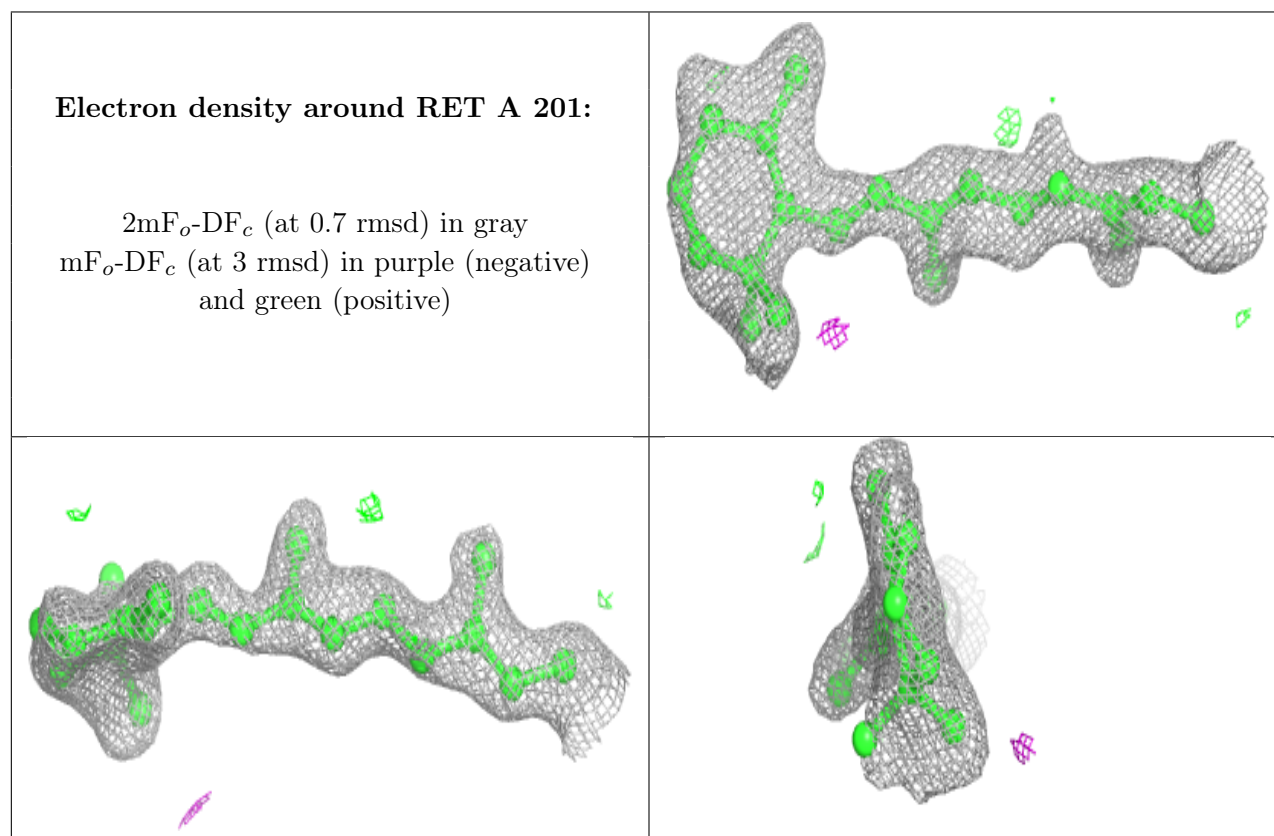 Electron density around RET A 201:
2mFo-DFc (at 0.7 rmsd) in gray
mFo-DFc (at 3 rmsd) in purple (negative)
and green (positive)